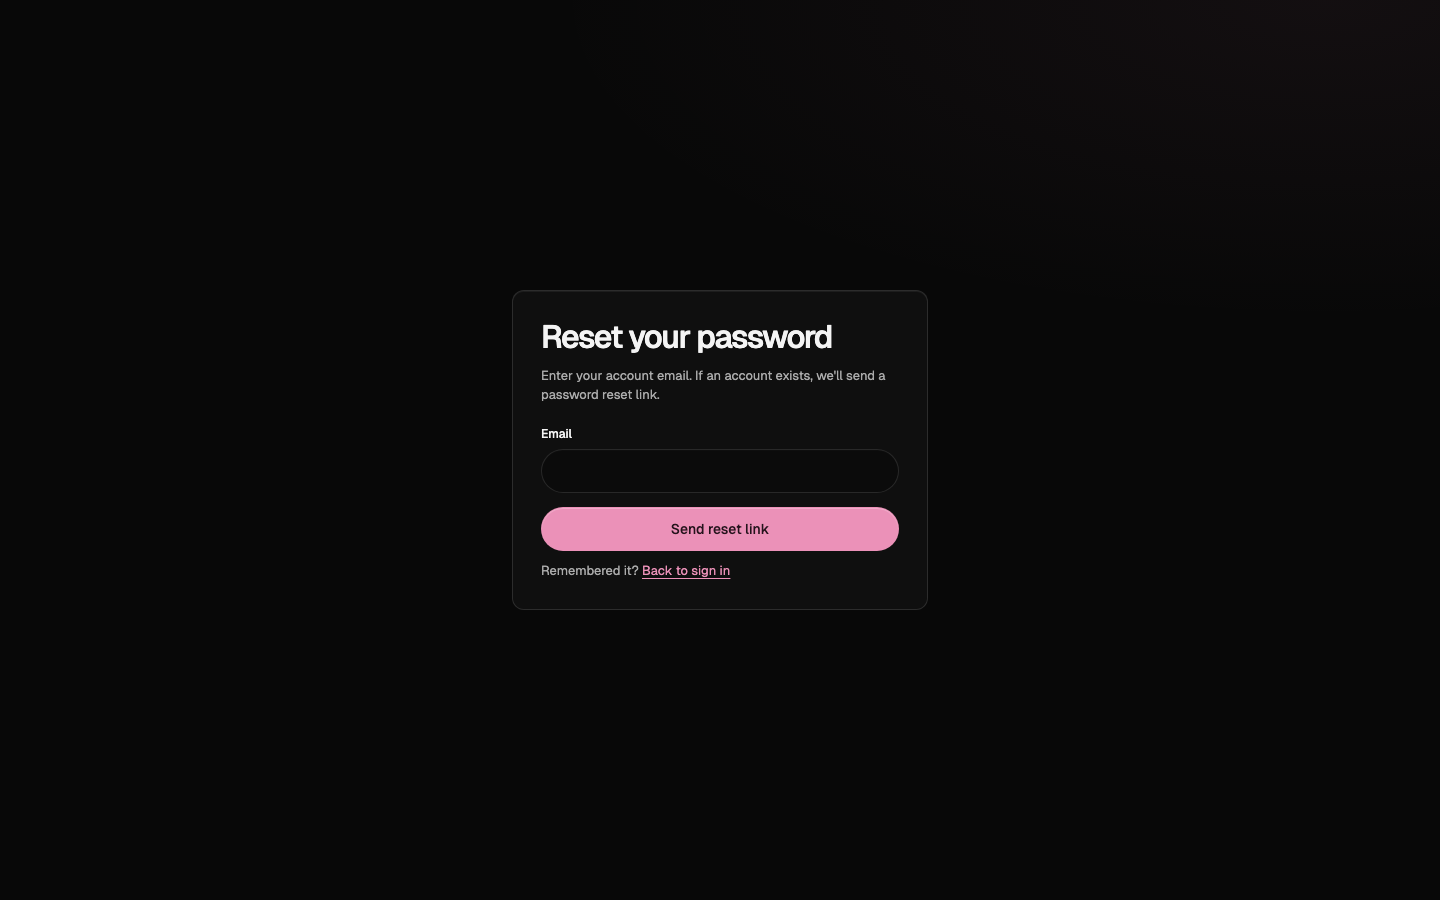 Reset your password
Enter your account email. If an account exists, we'll send a
password reset link.
Email
Send reset link
Remembered it? Back to sign in